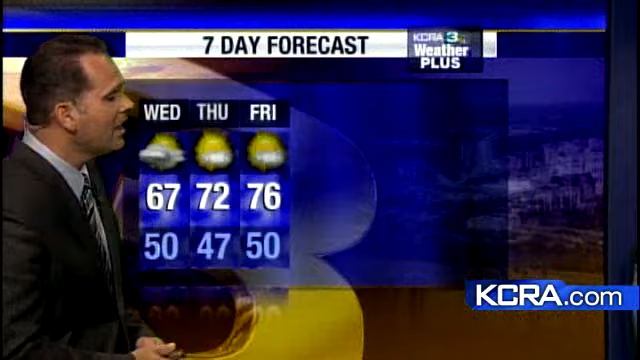 7 DAY FORECAST
KCRA 3
Weather
PLUS
WED THU FRI
67 72 76
50 47 50
KCRA.com